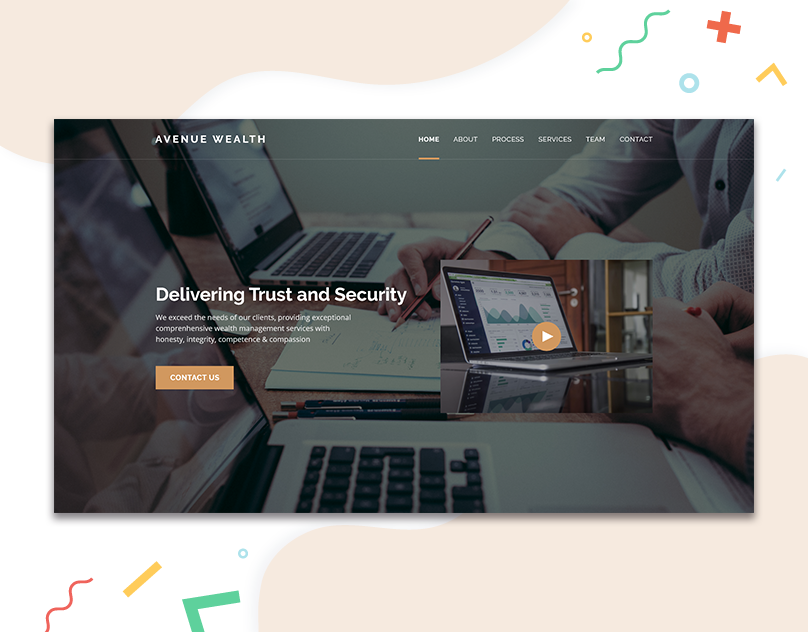 AVENUE WEALTH
HOME ABOUT PROCESS SERVICES TEAM CONTACT
Delivering Trust and Security
We exceed the needs of our clients, providing exceptional
comprenhensive wealth management services with
honesty, integrity, competence & compassion
CONTACT US